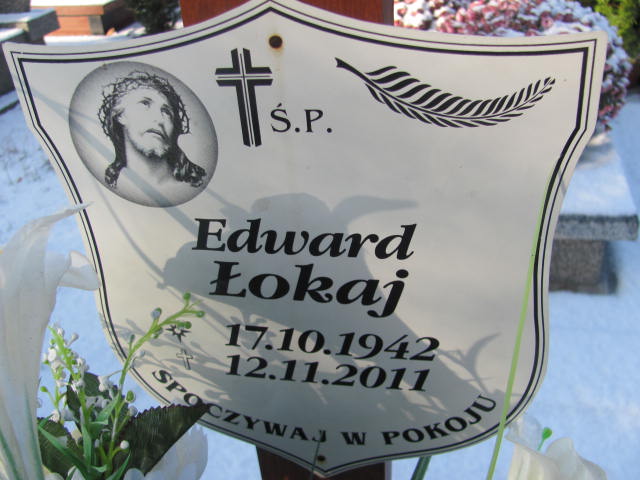 Ś.P.
Edward
Łokaj
17.10.1942
12.11.2011
SPOCZYWAJ W POKOJU